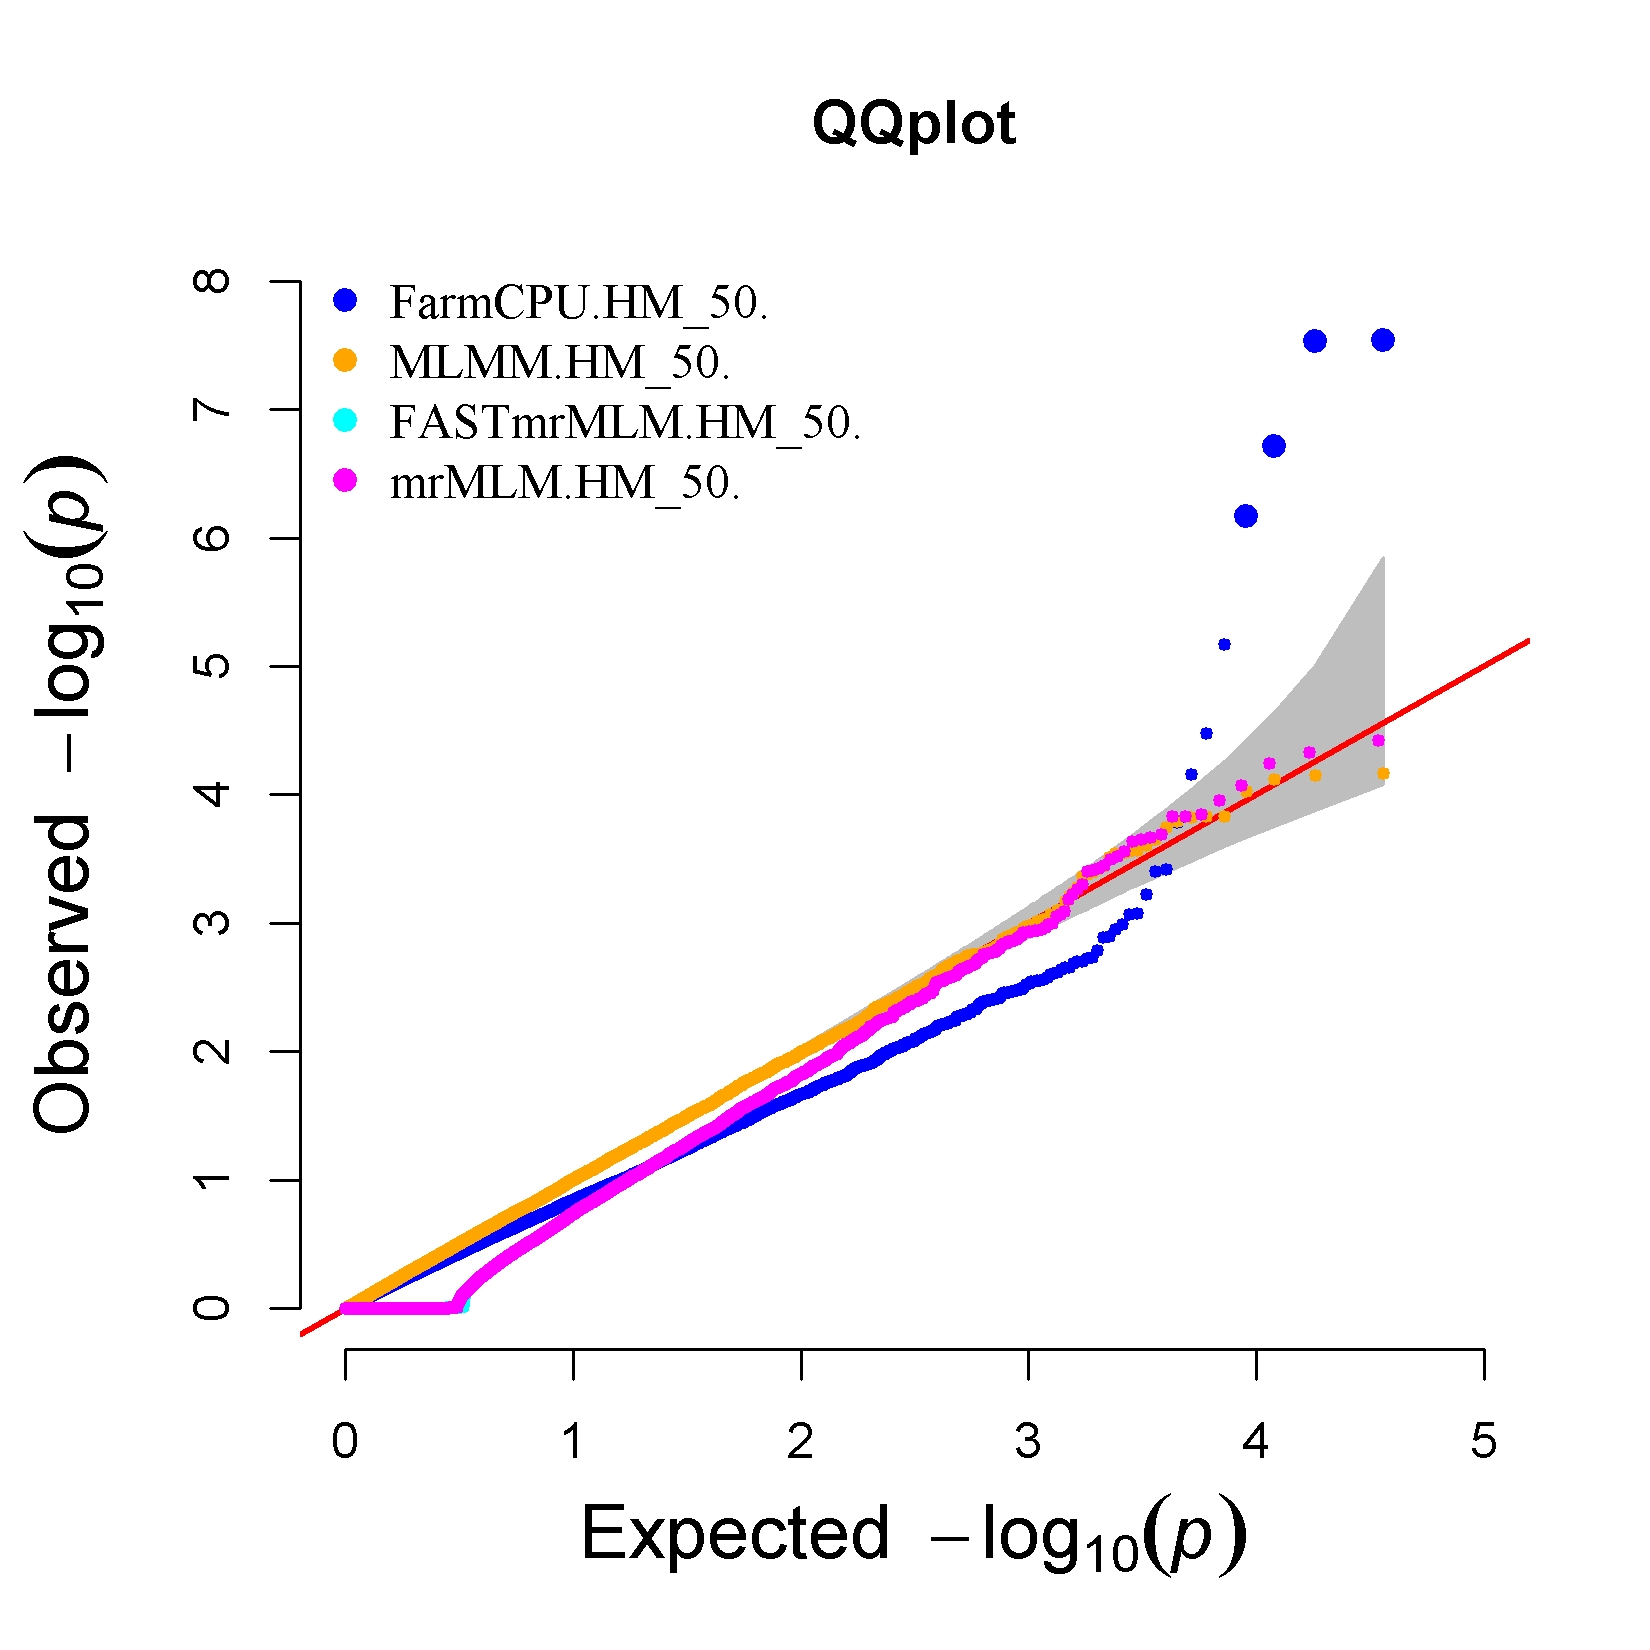 QQplot
FarmCPU.HM_50.
MLMM.HM_50.
FASTmrMLM.HM_50.
mrMLM.HM_50.
8
7
6
5
4
3
2
1
0
Observed −log₁₀(p)
0 1 2 3 4 5
Expected −log₁₀(p)